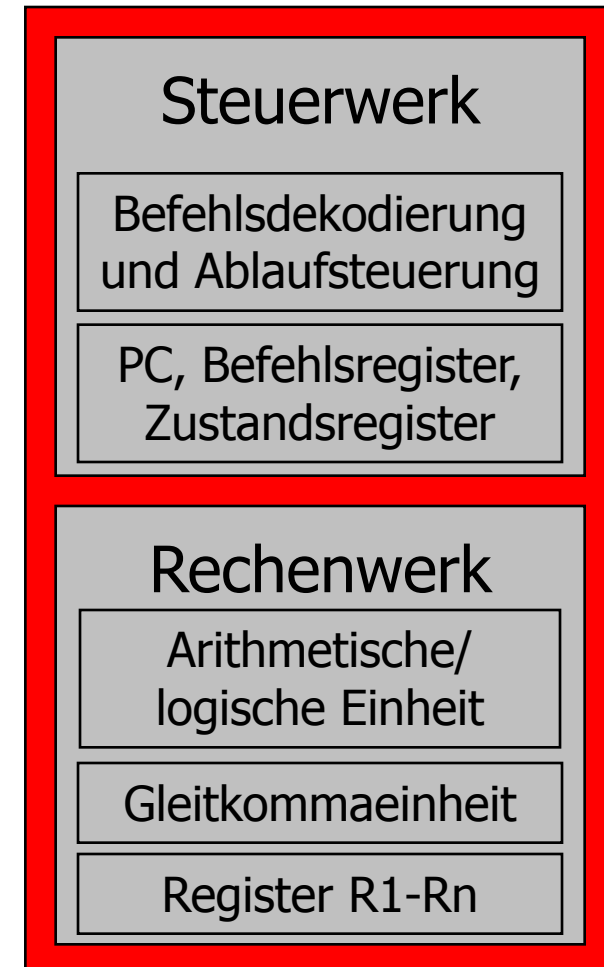 Steuerwerk
Befehlsdekodierung
und Ablaufsteuerung
PC, Befehlsregister,
Zustandsregister
Rechenwerk
Arithmetische/
logische Einheit
Gleitkommaeinheit
Register R1-Rn